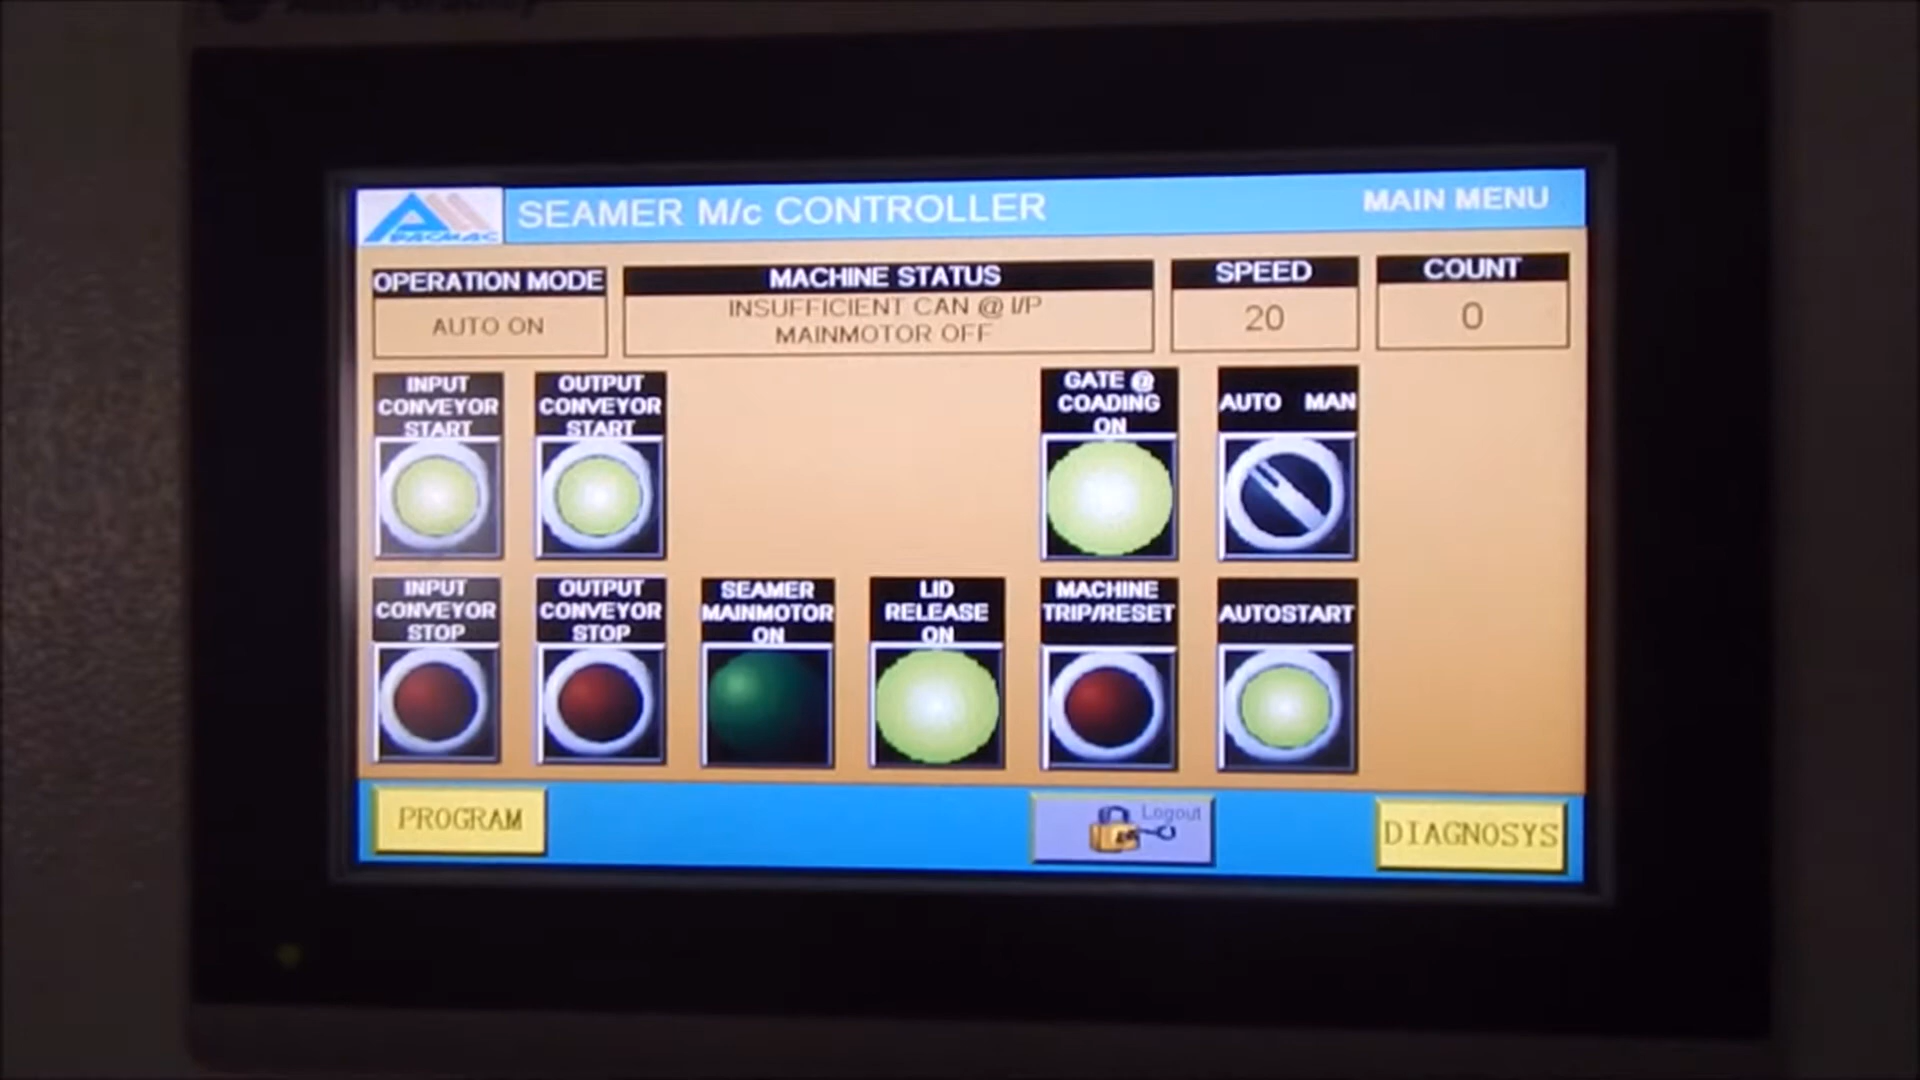 PACMAC
SEAMER M/c CONTROLLER
MAIN MENU
OPERATION MODE
AUTO ON
MACHINE STATUS
INSUFFICIENT CAN @ I/P
MAINMOTOR OFF
SPEED
20
COUNT
0
INPUT
CONVEYOR
START
OUTPUT
CONVEYOR
START
GATE @
COADING
ON
AUTO MAN
INPUT
CONVEYOR
STOP
OUTPUT
CONVEYOR
STOP
SEAMER
MAINMOTOR
ON
LID
RELEASE
ON
MACHINE
TRIP/RESET
AUTOSTART
PROGRAM
Logout
DIAGNOSYS